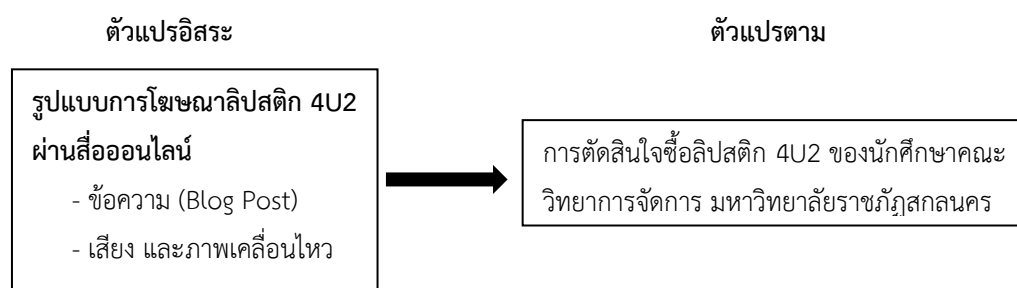 ตัวแปรอิสระ
ตัวแปรตาม
รูปแบบการโฆษณาลิปสติก 4U2
ผ่านสื่อออนไลน์
- ข้อความ (Blog Post)
- เสียง และภาพเคลื่อนไหว
การตัดสินใจซื้อลิปสติก 4U2 ของนักศึกษาคณะ
วิทยาการจัดการ มหาวิทยาลัยราชภัฏสกลนคร